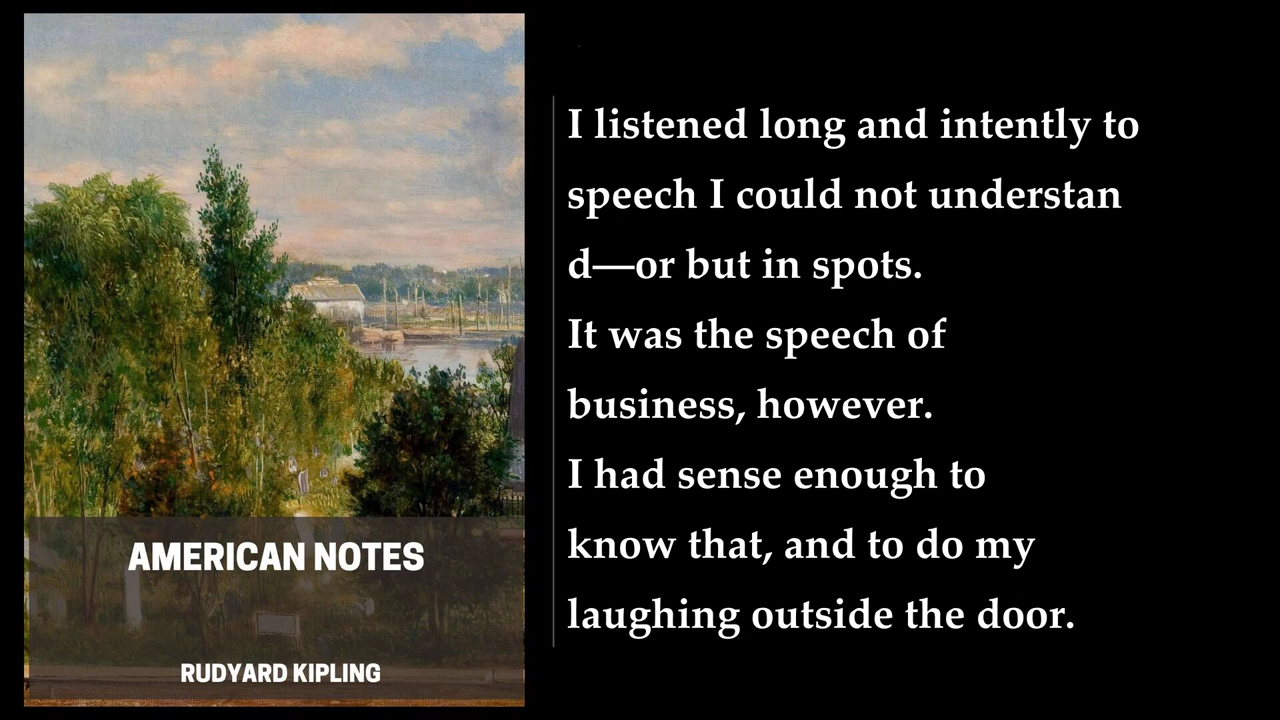 AMERICAN NOTES
RUDYARD KIPLING
I listened long and intently to
speech I could not understan
d—or but in spots.
It was the speech of
business, however.
I had sense enough to
know that, and to do my
laughing outside the door.